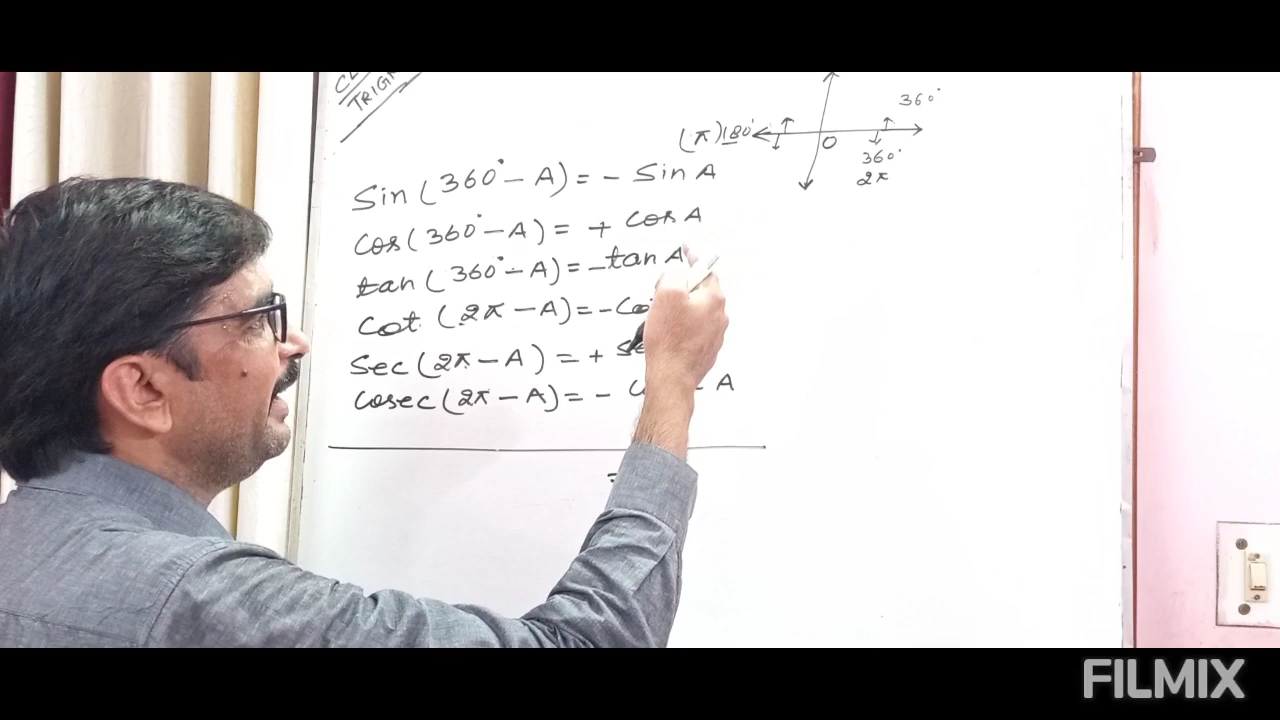 360°
(π)180°
O
360°
2π
Sin (360° - A) = - Sin A
Cos (360° - A) = + Cos A
tan (360° - A) = - tan A
Cot (2π - A) = -
Sec (2π - A) = +
Cosec (2π - A) = - A
=
FILMIX